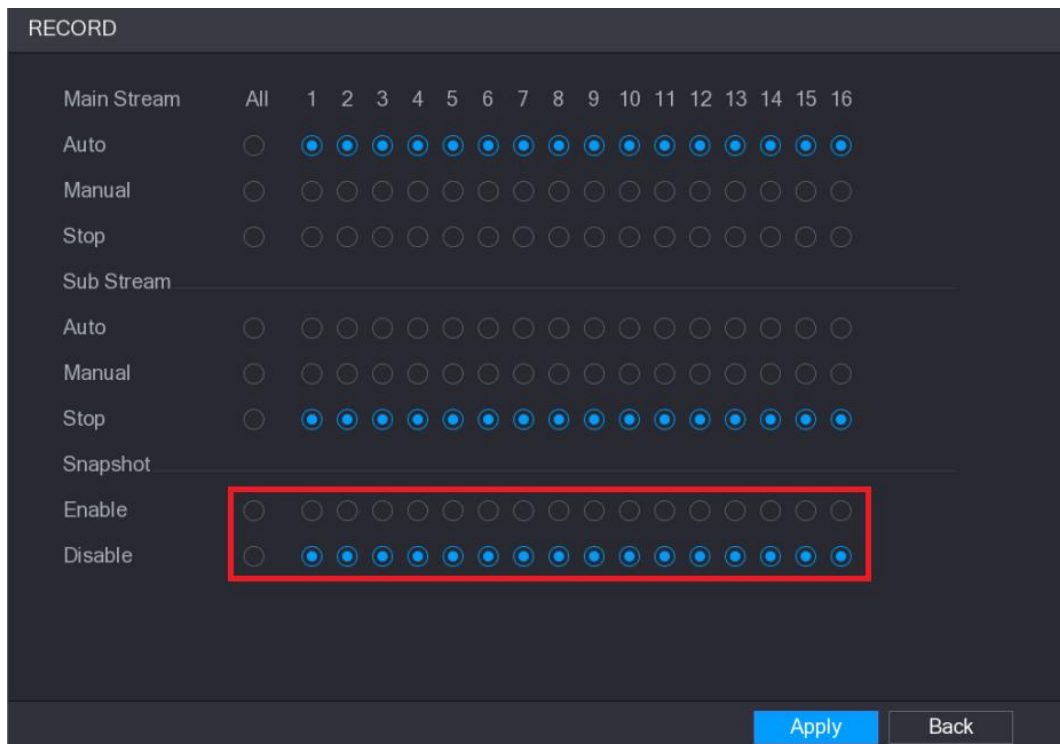 RECORD
Main Stream All 1 2 3 4 5 6 7 8 9 10 11 12 13 14 15 16
Auto
Manual
Stop
Sub Stream
Auto
Manual
Stop
Snapshot
Enable
Disable
Apply Back